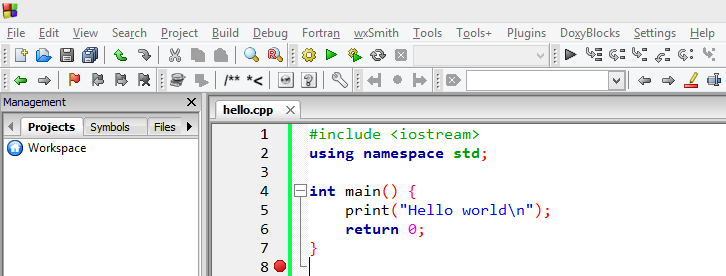 File Edit View Search Project Build Debug Fortran wxSmith Tools Tools+ Plugins DoxyBlocks Settings Help
/** *<
Management
hello.cpp
Projects Symbols Files
Workspace
1 #include <iostream>
2 using namespace std;
3
4 int main() {
5 print("Hello world\n");
6 return 0;
7 }
8